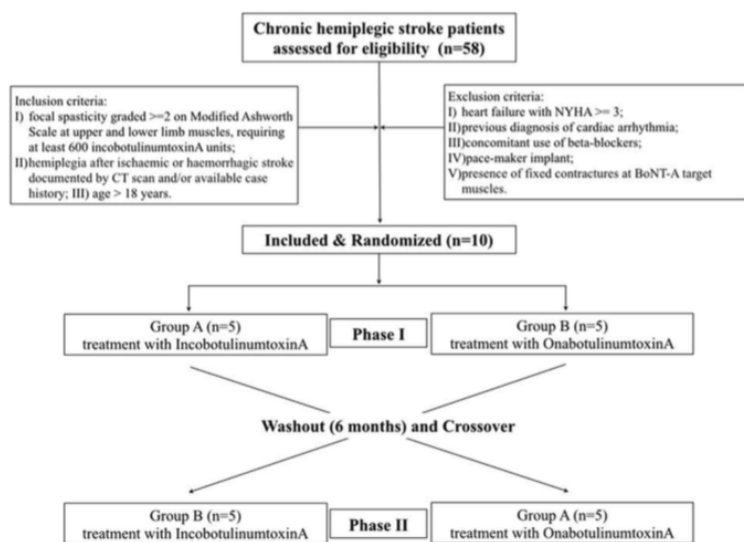 Chronic hemiplegic stroke patients
assessed for eligibility (n=58)
Inclusion criteria:
I) focal spasticity graded >=2 on Modified Ashworth
Scale at upper and lower limb muscles, requiring
at least 600 incobotulinumtoxinA units;
II)hemiplegia after ischaemic or haemorrhagic stroke
documented by CT scan and/or available case
history; III) age > 18 years.
Exclusion criteria:
I) heart failure with NYHA >= 3;
II)previous diagnosis of cardiac arrhythmia;
III)concomitant use of beta-blockers;
IV)pace-maker implant;
V)presence of fixed contractures at BoNT-A target
muscles.
Included & Randomized (n=10)
Group A (n=5)
treatment with IncobotulinumtoxinA
Phase I
Group B (n=5)
treatment with OnabotulinumtoxinA
Washout (6 months) and Crossover
Group B (n=5)
treatment with IncobotulinumtoxinA
Phase II
Group A (n=5)
treatment with OnabotulinumtoxinA